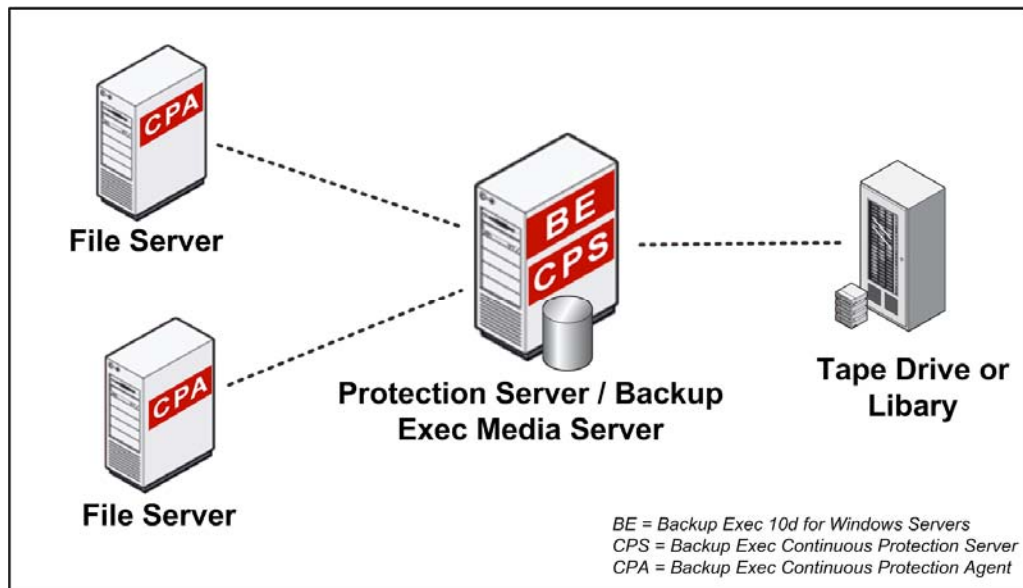 CPA
File Server
CPA
File Server
BE
CPS
Protection Server / Backup
Exec Media Server
Tape Drive or
Libary
BE = Backup Exec 10d for Windows Servers
CPS = Backup Exec Continuous Protection Server
CPA = Backup Exec Continuous Protection Agent